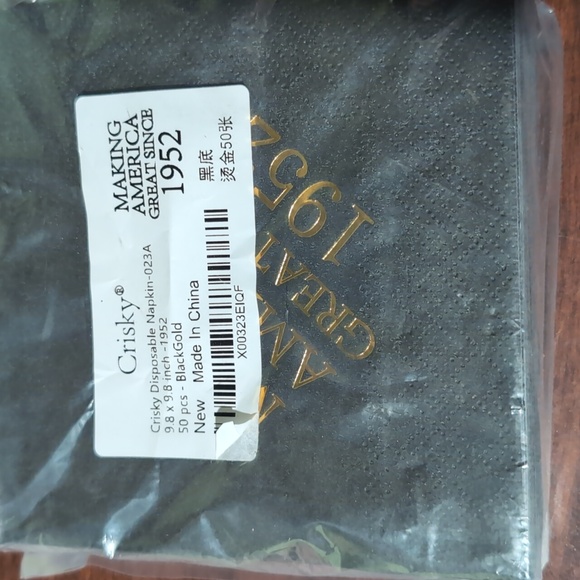 Crisky®
Crisky Disposable Napkin-023A
9.8 x 9.8 inch -1952
50 pcs - BlackGold
New Made In China
X00323EIQF
MAKING
AMERICA
GREAT SINCE
1952
黑底
烫金50张
GREAT
1952